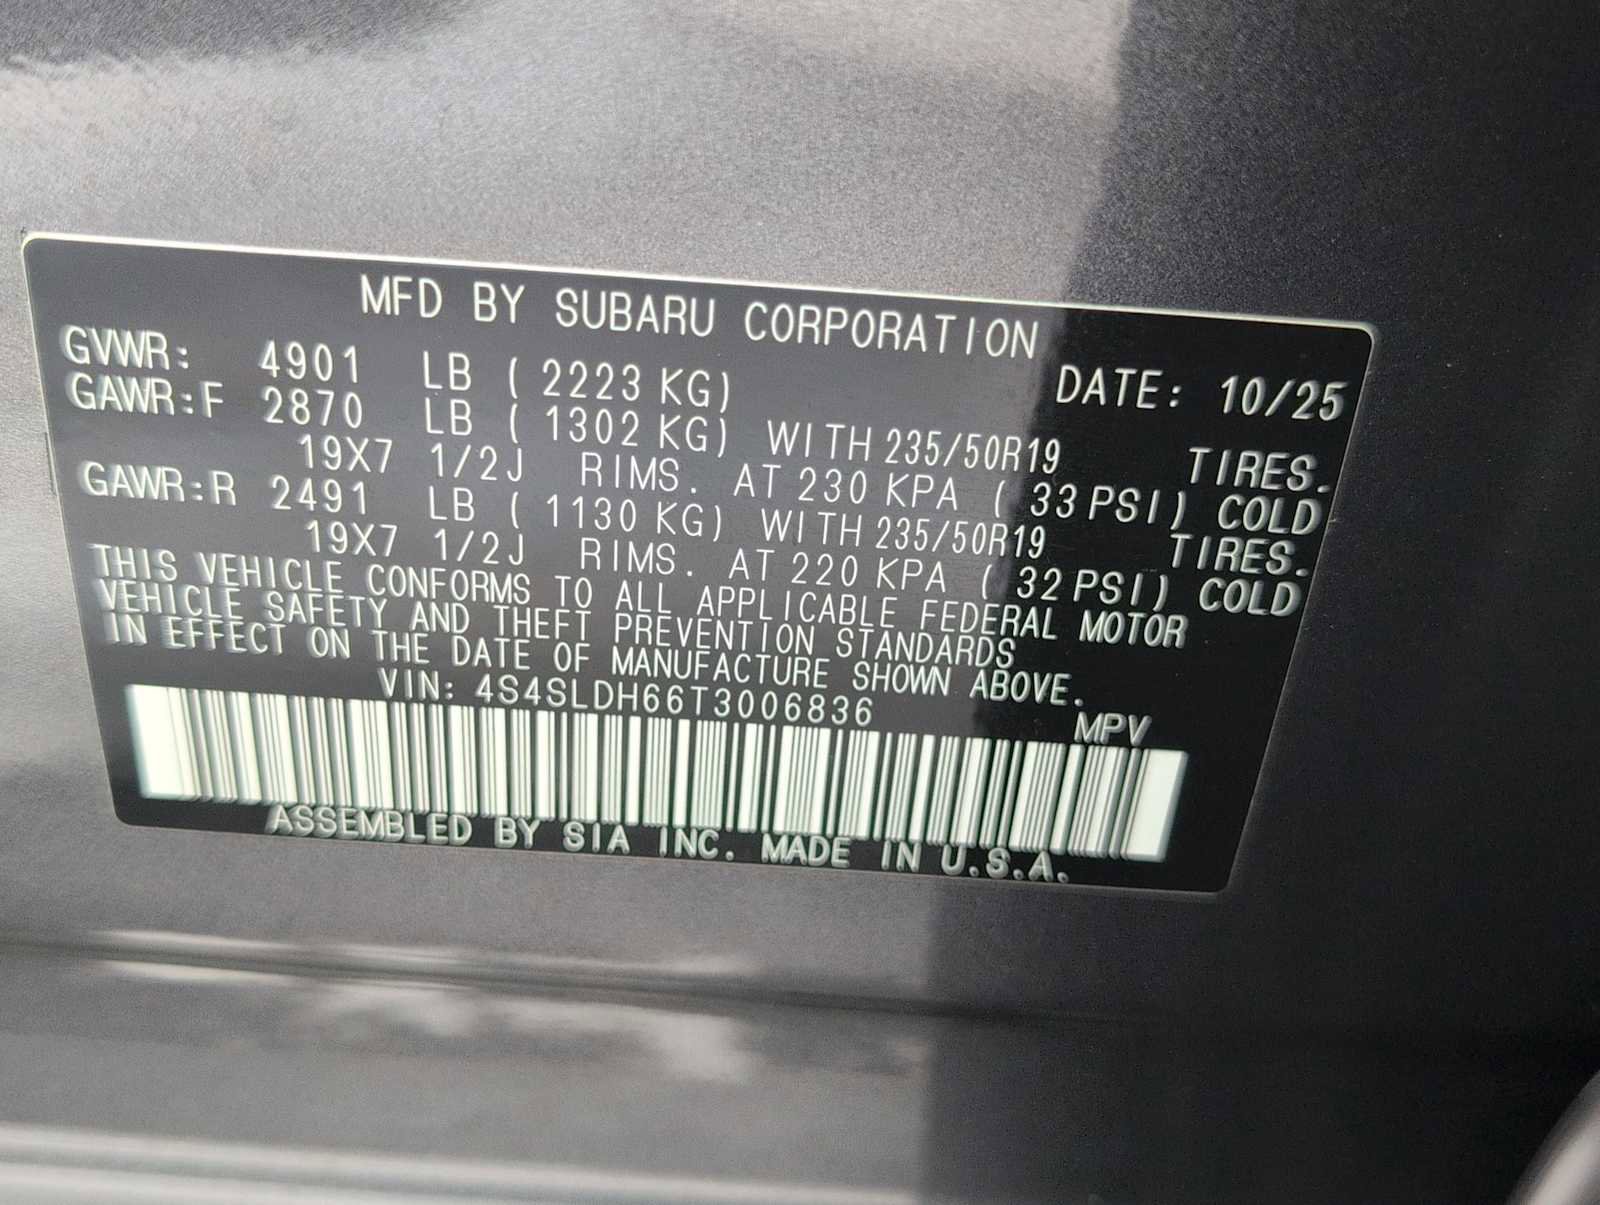 MFD BY SUBARU CORPORATION
GVWR: 4901 LB ( 2223 KG) DATE: 10/25
GAWR:F 2870 LB ( 1302 KG) WITH 235/50R19 TIRES.
19X7 1/2J RIMS. AT 230 KPA ( 33 PSI) COLD
GAWR:R 2491 LB ( 1130 KG) WITH 235/50R19 TIRES.
19X7 1/2J RIMS. AT 220 KPA ( 32 PSI) COLD
THIS VEHICLE CONFORMS TO ALL APPLICABLE FEDERAL MOTOR
VEHICLE SAFETY AND THEFT PREVENTION STANDARDS
IN EFFECT ON THE DATE OF MANUFACTURE SHOWN ABOVE.
VIN: 4S4SLDH66T3006836 MPV
ASSEMBLED BY SIA INC. MADE IN U.S.A.